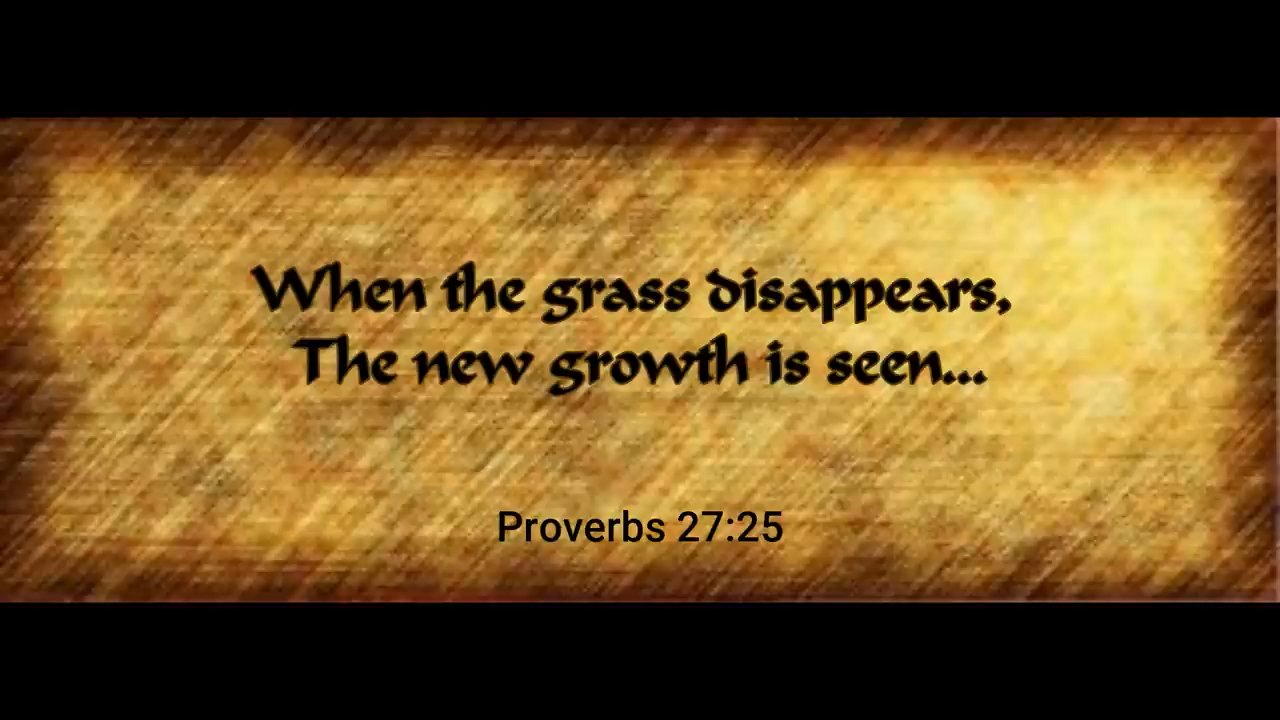 When the grass disappears,
The new growth is seen...
Proverbs 27:25